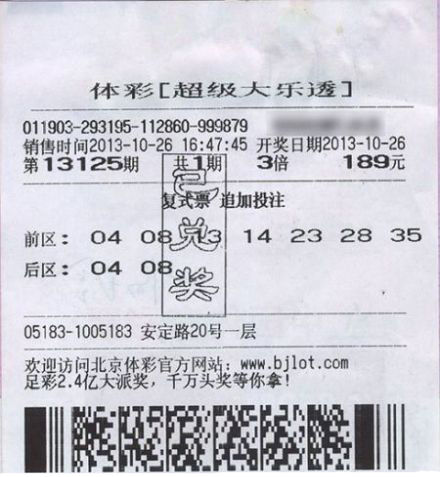 体彩[超级大乐透]
011903-293195-112860-999879
销售时间2013-10-26 16:47:45 开奖日期2013-10-26
第13125期 共1期 3倍 189元
复式票 追加投注
前区: 04 08 13 14 23 28 35
后区: 04 08
已兑奖
05183-1005183 安定路20号一层
欢迎访问北京体彩官方网站: www.bjlot.com
足彩2.4亿大派奖, 千万头奖等你拿!